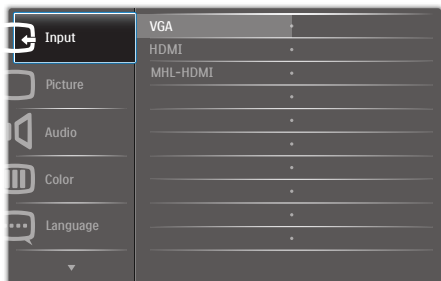 Input
Picture
Audio
Color
Language
VGA
HDMI
MHL-HDMI